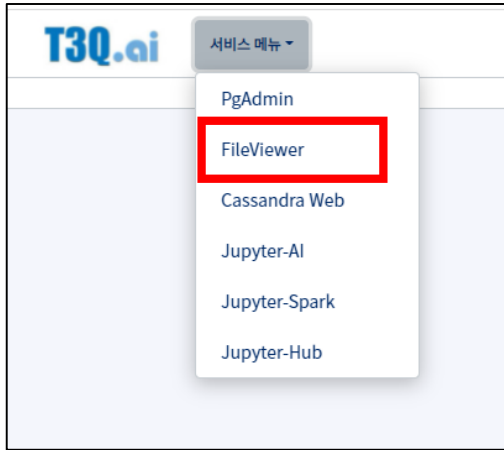 T3Q.ai
서비스 메뉴
PgAdmin
FileViewer
Cassandra Web
Jupyter-AI
Jupyter-Spark
Jupyter-Hub